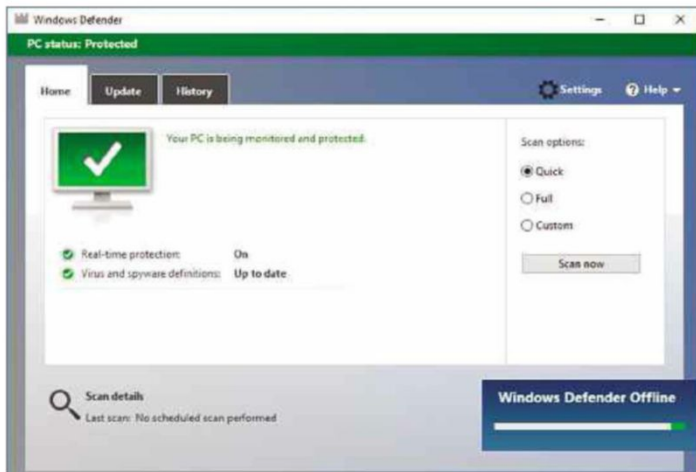 Windows Defender
PC status: Protected
Home
Update
History
Settings
Help
Your PC is being monitored and protected.
Scan options:
Quick
Full
Custom
Scan now
Real-time protection: On
Virus and spyware definitions: Up to date
Scan details
Last scan: No scheduled scan performed
Windows Defender Offline